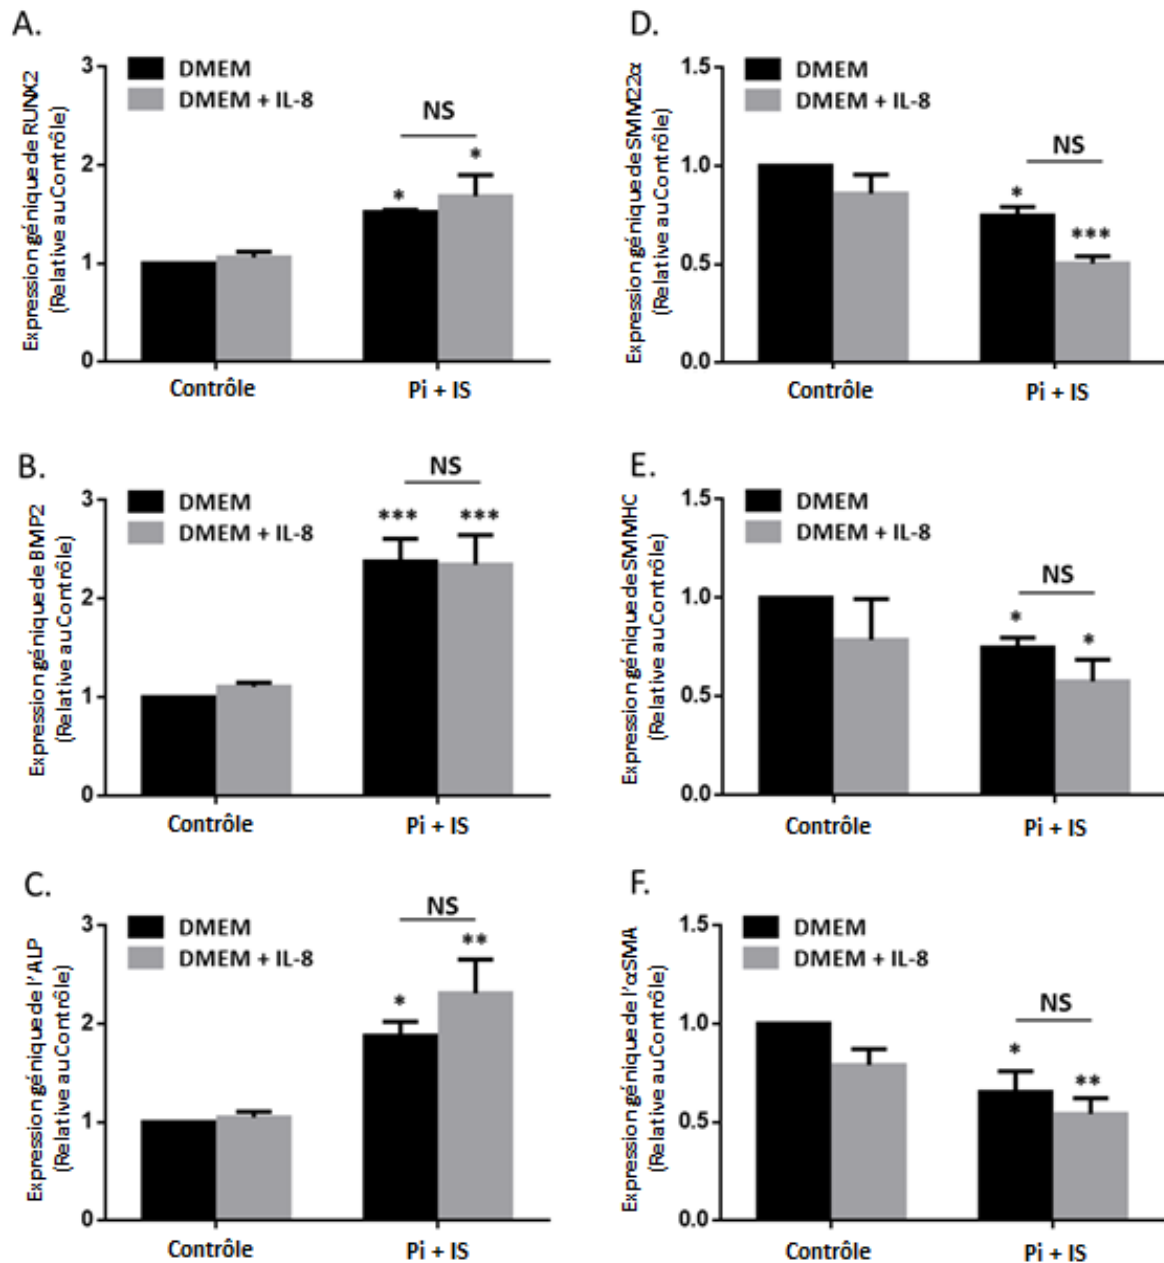 A.
Expression génique de RUNX2
(Relative au Contrôle)
3
2
1
0
DMEM
DMEM + IL-8
NS
*
*
Contrôle
Pi + IS
D.
Expression génique de SMM22α
(Relative au Contrôle)
1.5
1.0
0.5
0.0
DMEM
DMEM + IL-8
NS
*
***
Contrôle
Pi + IS
B.
Expression génique de BMP2
(Relative au Contrôle)
3
2
1
0
DMEM
DMEM + IL-8
NS
***
***
Contrôle
Pi + IS
E.
Expression génique de SMMHC
(Relative au Contrôle)
1.5
1.0
0.5
0.0
DMEM
DMEM + IL-8
NS
*
*
Contrôle
Pi + IS
C.
Expression génique de l'ALP
(Relative au Contrôle)
3
2
1
0
DMEM
DMEM + IL-8
NS
*
**
Contrôle
Pi + IS
F.
Expression génique de l'αSMA
(Relative au Contrôle)
1.5
1.0
0.5
0.0
DMEM
DMEM + IL-8
NS
*
**
Contrôle
Pi + IS